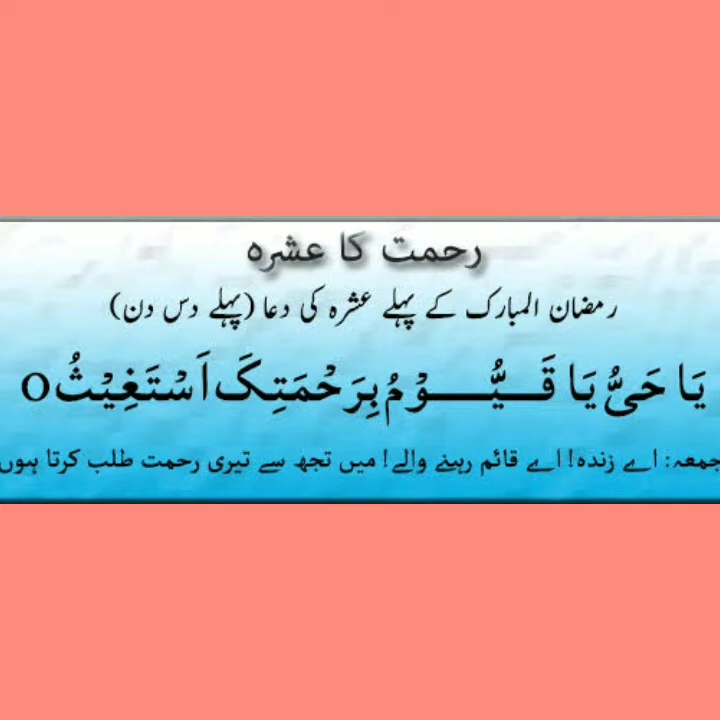 رحمت کا عشرہ
رمضان المبارک کے پہلے عشرہ کی دعا (پہلے دس دن)
يَا حَیُّ يَا قَيُّوْمُ بِرَحْمَتِکَ اَسْتَغِيْثُO
جمعہ: اے زندہ! اے قائم رہنے والے! میں تجھ سے تیری رحمت طلب کرتا ہوں